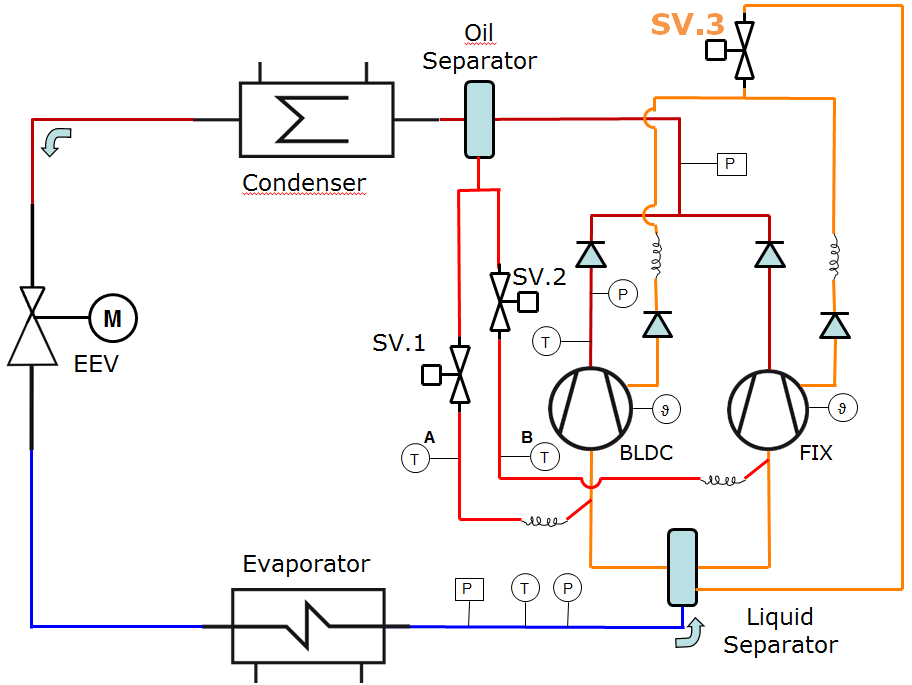 SV.3
Oil
Separator
P
Condenser
SV.2
P
M
T
SV.1
EEV
ϑ
ϑ
A
B
BLDC
FIX
T
T
Evaporator
P
T
P
Liquid
Separator